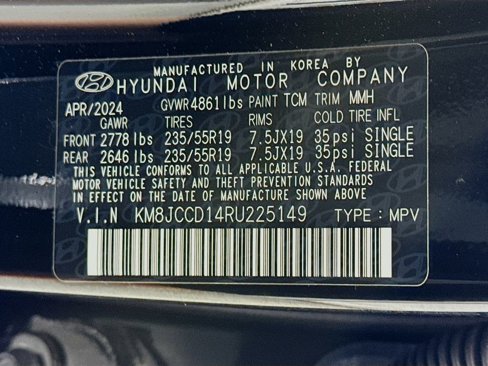 MANUFACTURED IN KOREA BY
HYUNDAI MOTOR COMPANY
APR/2024 GVWR 4861lbs PAINT TCM TRIM MMH
GAWR TIRES RIMS COLD TIRE INFL
FRONT 2778 lbs 235/55R19 7.5JX19 35psi SINGLE
REAR 2646 lbs 235/55R19 7.5JX19 35psi SINGLE
THIS VEHICLE CONFORMS TO ALL APPLICABLE U.S.A. FEDERAL
MOTOR VEHICLE SAFETY AND THEFT PREVENTION STANDARDS
IN EFFECT ON THE DATE OF MANUFACTURE SHOWN ABOVE
V.I.N KM8JCCD14RU225149 TYPE : MPV